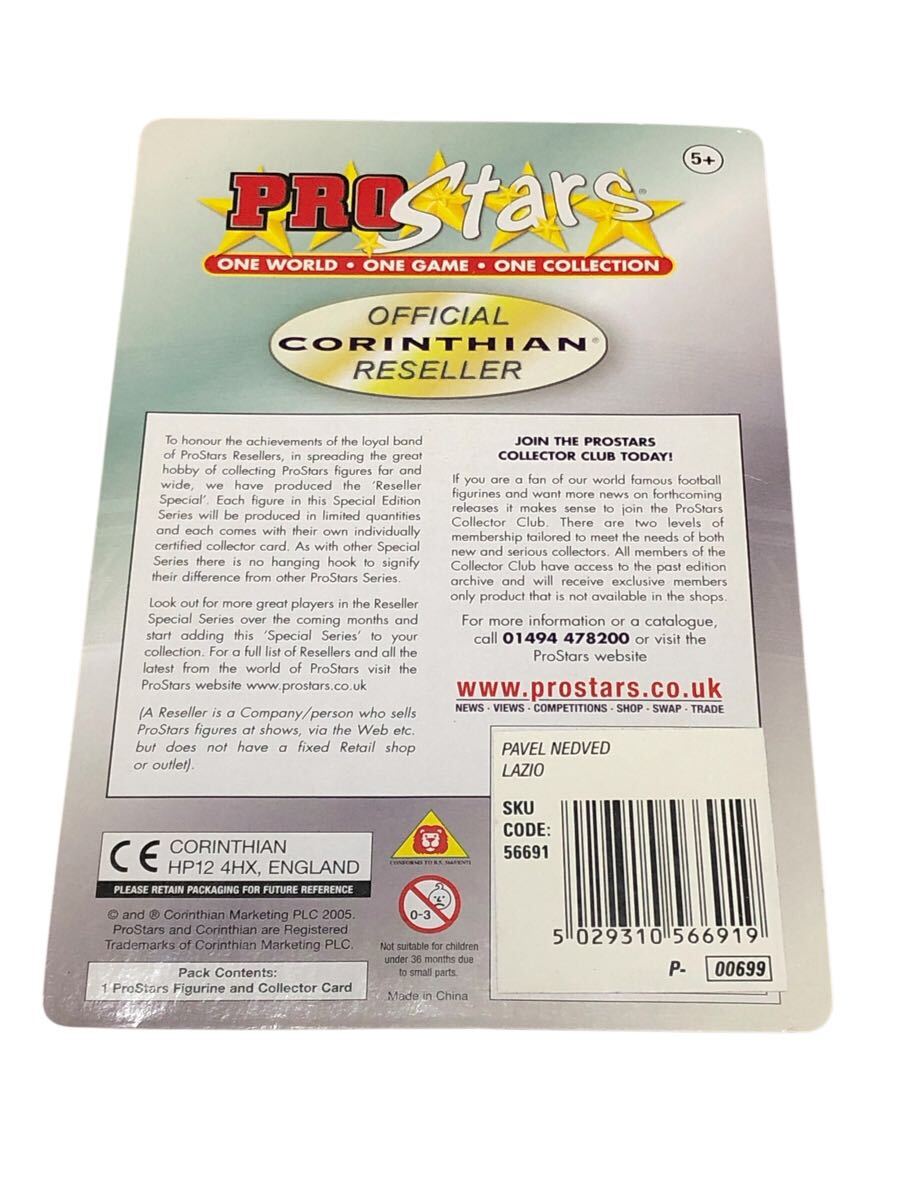 5+
PROStars®
ONE WORLD • ONE GAME • ONE COLLECTION
OFFICIAL
CORINTHIAN®
RESELLER
To honour the achievements of the loyal band
of ProStars Resellers, in spreading the great
hobby of collecting ProStars figures far and
wide, we have produced the 'Reseller
Special'. Each figure in this Special Edition
Series will be produced in limited quantities
and each comes with their own individually
certified collector card. As with other Special
Series there is no hanging hook to signify
their difference from other ProStars Series.
Look out for more great players in the Reseller
Special Series over the coming months and
start adding this 'Special Series' to your
collection. For a full list of Resellers and all the
latest from the world of ProStars visit the
ProStars website www.prostars.co.uk
(A Reseller is a Company/person who sells
ProStars figures at shows, via the Web etc.
but does not have a fixed Retail shop
or outlet).
JOIN THE PROSTARS
COLLECTOR CLUB TODAY!
If you are a fan of our world famous football
figurines and want more news on forthcoming
releases it makes sense to join the ProStars
Collector Club. There are two levels of
membership tailored to meet the needs of both
new and serious collectors. All members of the
Collector Club have access to the past edition
archive and will receive exclusive members
only product that is not available in the shops.
For more information or a catalogue,
call 01494 478200 or visit the
ProStars website
www.prostars.co.uk
NEWS - VIEWS - COMPETITIONS - SHOP - SWAP - TRADE
PAVEL NEDVED
LAZIO
SKU
CODE:
56691
5 029310 566919
P- 00699
CE CORINTHIAN
HP12 4HX, ENGLAND
PLEASE RETAIN PACKAGING FOR FUTURE REFERENCE
© and ® Corinthian Marketing PLC 2005.
ProStars and Corinthian are Registered
Trademarks of Corinthian Marketing PLC.
Pack Contents:
1 ProStars Figurine and Collector Card
CONFORMS TO B.S. 5665/EN71
0-3
Not suitable for children
under 36 months due
to small parts.
Made in China